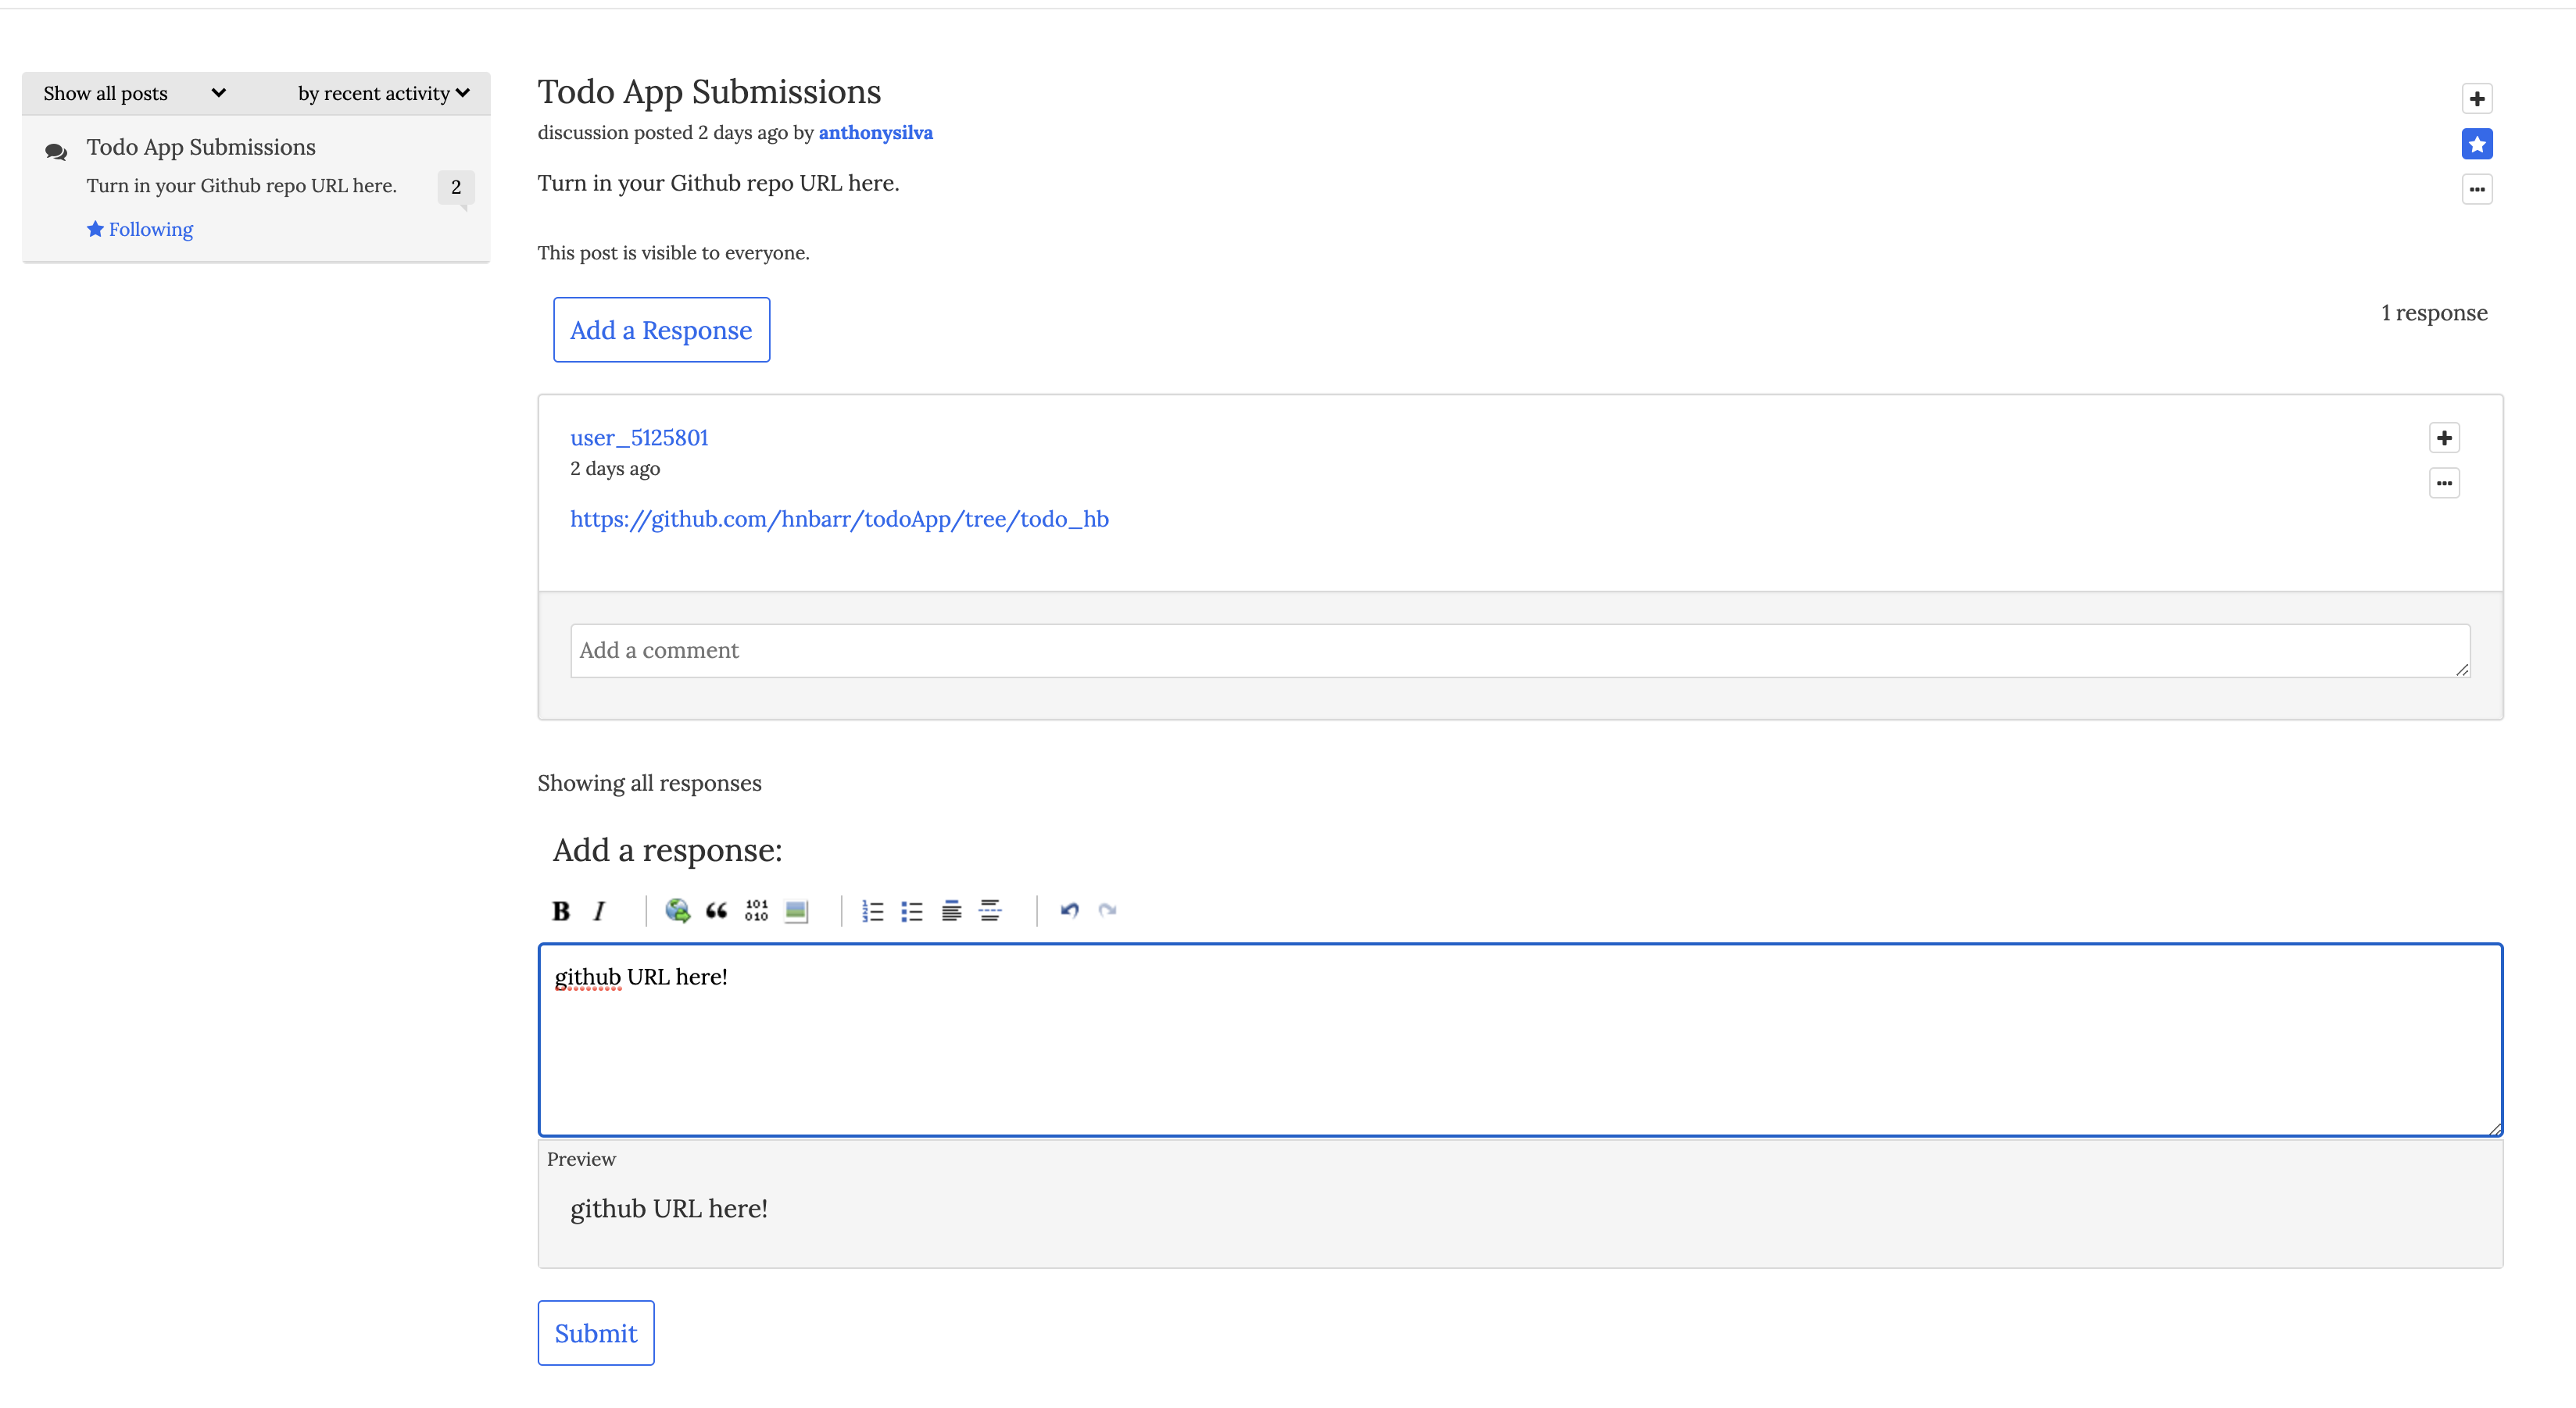 Show all posts
by recent activity
Todo App Submissions
Turn in your Github repo URL here.
2
Following
Todo App Submissions
discussion posted 2 days ago by anthonysilva
Turn in your Github repo URL here.
This post is visible to everyone.
Add a Response
1 response
user_5125801
2 days ago
https://github.com/hnbarr/todoApp/tree/todo_hb
Add a comment
Showing all responses
Add a response:
B I
101
010
github URL here!
Preview
github URL here!
Submit